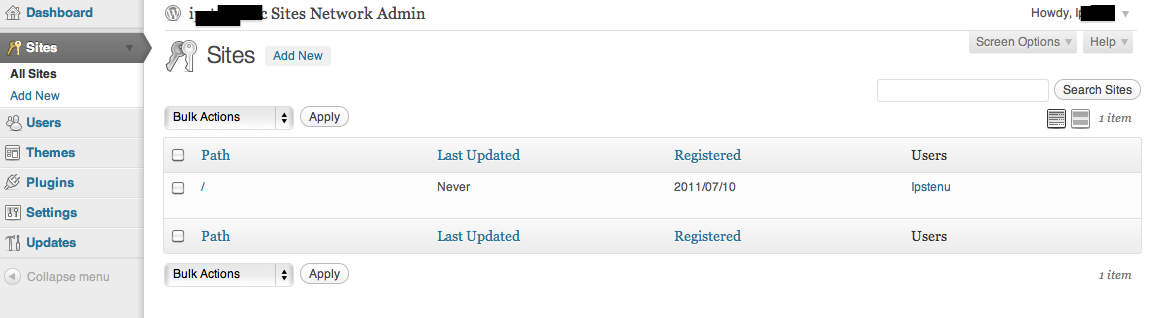 Dashboard
Sites
All Sites
Add New
Users
Themes
Plugins
Settings
Updates
Collapse menu
Sites Network Admin
Howdy,
Screen Options
Help
Sites
Add New
Search Sites
Bulk Actions
Apply
1 item
Path Last Updated Registered Users
/ Never 2011/07/10 Ipstenu
Path Last Updated Registered Users
Bulk Actions
Apply
1 item